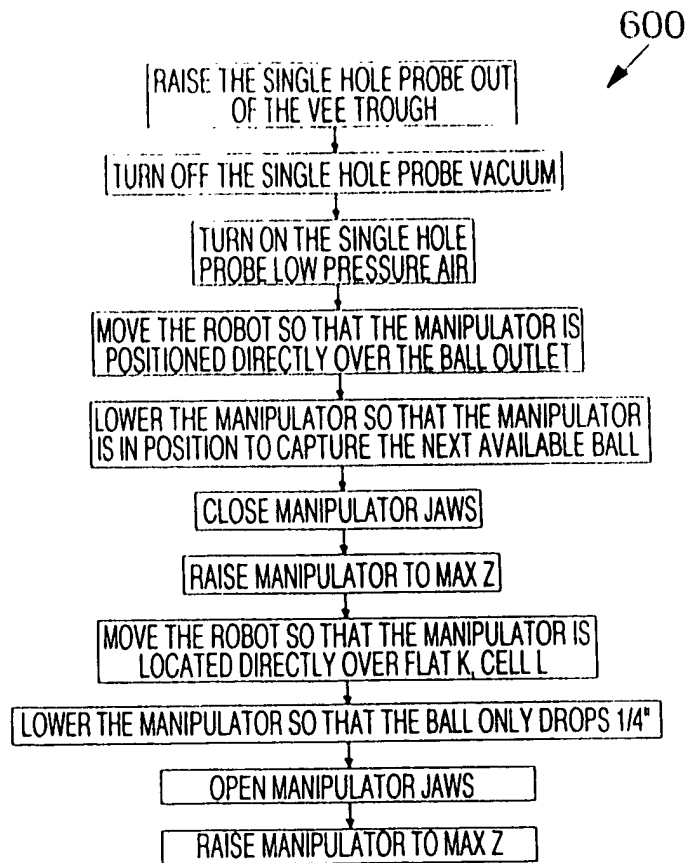 600
RAISE THE SINGLE HOLE PROBE OUT
OF THE VEE TROUGH
TURN OFF THE SINGLE HOLE PROBE VACUUM
TURN ON THE SINGLE HOLE
PROBE LOW PRESSURE AIR
MOVE THE ROBOT SO THAT THE MANIPULATOR IS
POSITIONED DIRECTLY OVER THE BALL OUTLET
LOWER THE MANIPULATOR SO THAT THE MANIPULATOR
IS IN POSITION TO CAPTURE THE NEXT AVAILABLE BALL
CLOSE MANIPULATOR JAWS
RAISE MANIPULATOR TO MAX Z
MOVE THE ROBOT SO THAT THE MANIPULATOR IS
LOCATED DIRECTLY OVER FLAT K, CELL L
LOWER THE MANIPULATOR SO THAT THE BALL ONLY DROPS 1/4"
OPEN MANIPULATOR JAWS
RAISE MANIPULATOR TO MAX Z